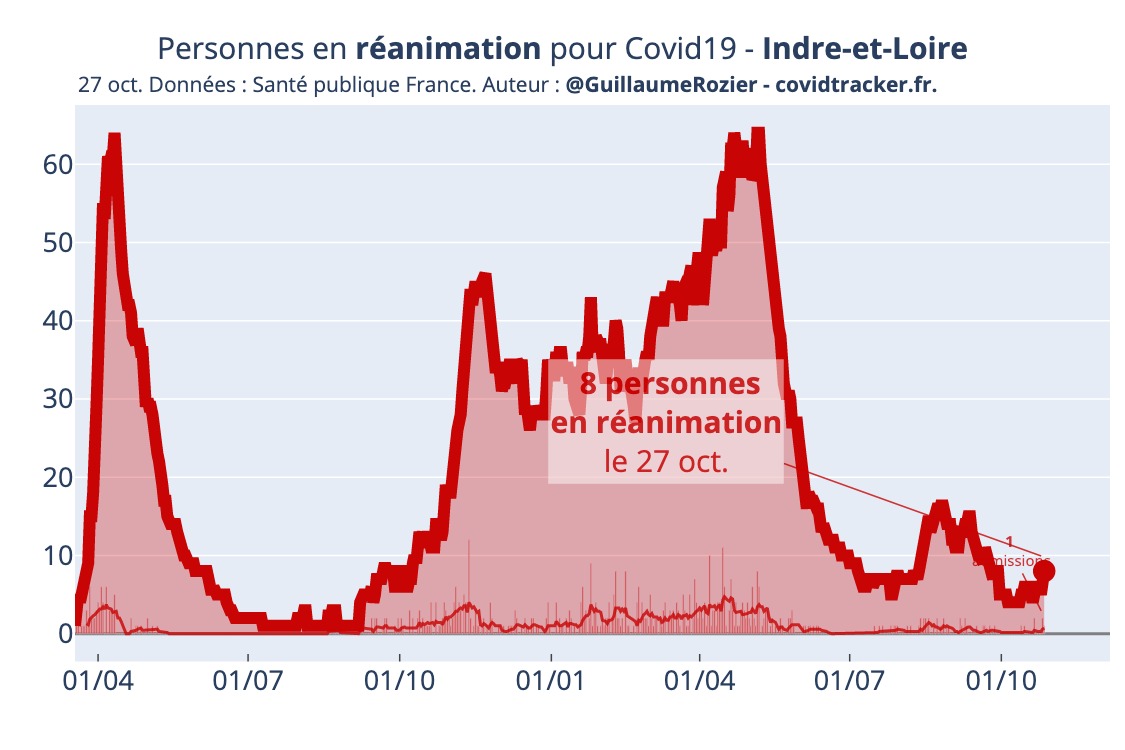 Personnes en réanimation pour Covid19 - Indre-et-Loire
27 oct. Données : Santé publique France. Auteur : @GuillaumeRozier - covidtracker.fr.
60
50
40
30
20
10
0
8 personnes
en réanimation
le 27 oct.
1
admissions
01/04
01/07
01/10
01/01
01/04
01/07
01/10